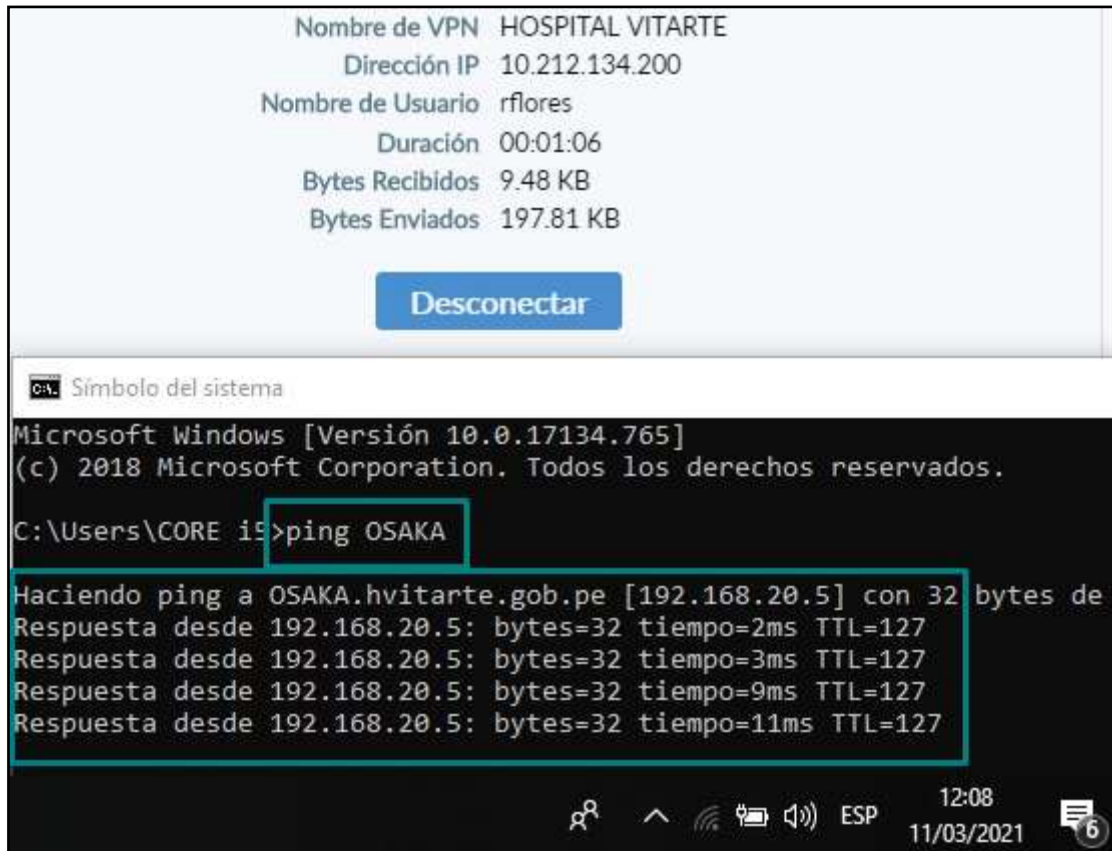 Nombre de VPN HOSPITAL VITARTE
Dirección IP 10.212.134.200
Nombre de Usuario rflores
Duración 00:01:06
Bytes Recibidos 9.48 KB
Bytes Enviados 197.81 KB
Desconectar
Símbolo del sistema
Microsoft Windows [Versión 10.0.17134.765]
(c) 2018 Microsoft Corporation. Todos los derechos reservados.
C:\Users\CORE i5>ping OSAKA
Haciendo ping a OSAKA.hvitarte.gob.pe [192.168.20.5] con 32 bytes de
Respuesta desde 192.168.20.5: bytes=32 tiempo=2ms TTL=127
Respuesta desde 192.168.20.5: bytes=32 tiempo=3ms TTL=127
Respuesta desde 192.168.20.5: bytes=32 tiempo=9ms TTL=127
Respuesta desde 192.168.20.5: bytes=32 tiempo=11ms TTL=127
ESP 12:08
11/03/2021 6